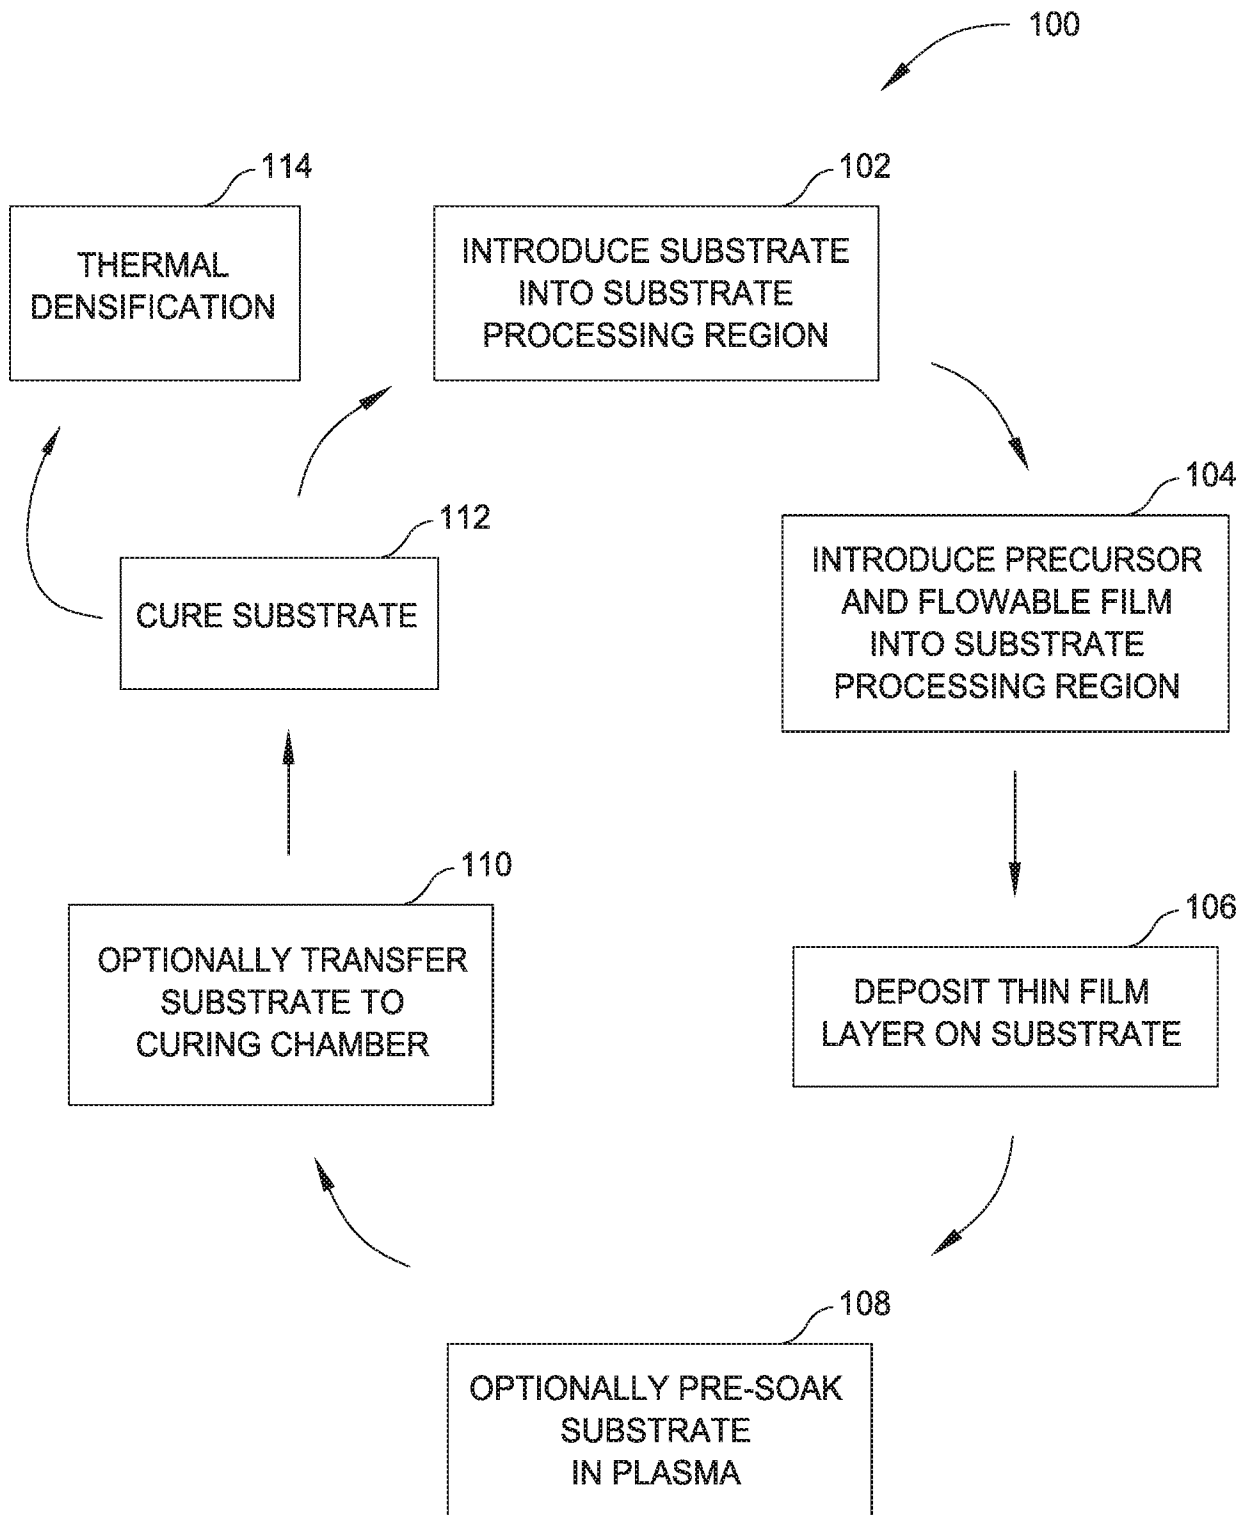 100
114
THERMAL
DENSIFICATION
102
INTRODUCE SUBSTRATE
INTO SUBSTRATE
PROCESSING REGION
104
INTRODUCE PRECURSOR
AND FLOWABLE FILM
INTO SUBSTRATE
PROCESSING REGION
112
CURE SUBSTRATE
110
OPTIONALLY TRANSFER
SUBSTRATE TO
CURING CHAMBER
106
DEPOSIT THIN FILM
LAYER ON SUBSTRATE
108
OPTIONALLY PRE-SOAK
SUBSTRATE
IN PLASMA